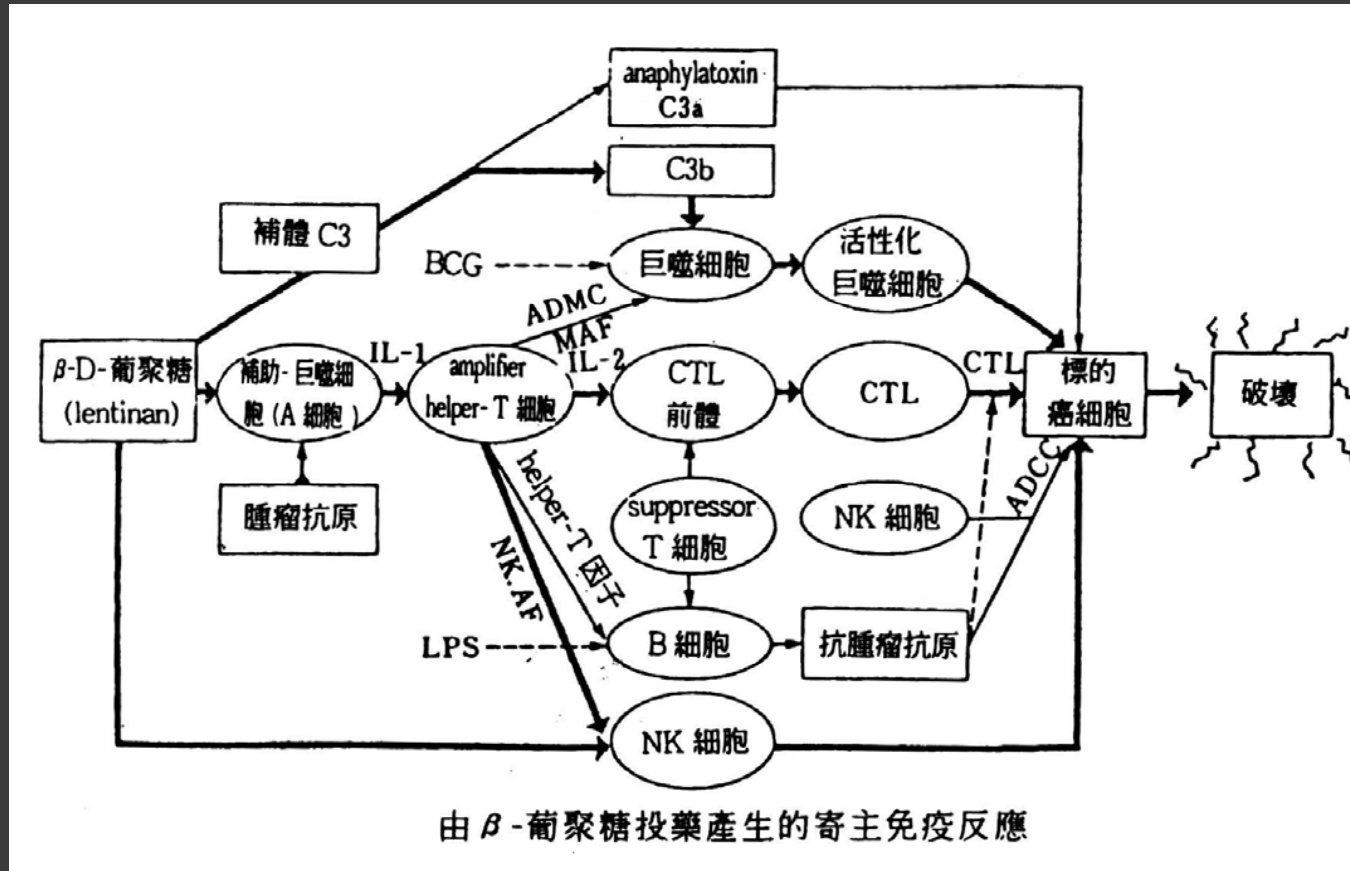 anaphylatoxin
C3a
C3b
補體 C3
BCG
巨噬細胞
活性化
巨噬細胞
ADMC
MAF
β-D-葡聚糖
(lentinan)
補助-巨噬細
胞(A 細胞)
IL-1
amplifier
helper-T 細胞
IL-2
CTL
前體
CTL
CTL
標的
癌細胞
破壞
腫瘤抗原
helper-T 因子
NK.AF
suppressor
T 細胞
NK 細胞
ADCC
LPS
B 細胞
抗腫瘤抗原
NK 細胞
由 β-葡聚糖投藥產生的寄主免疫反應